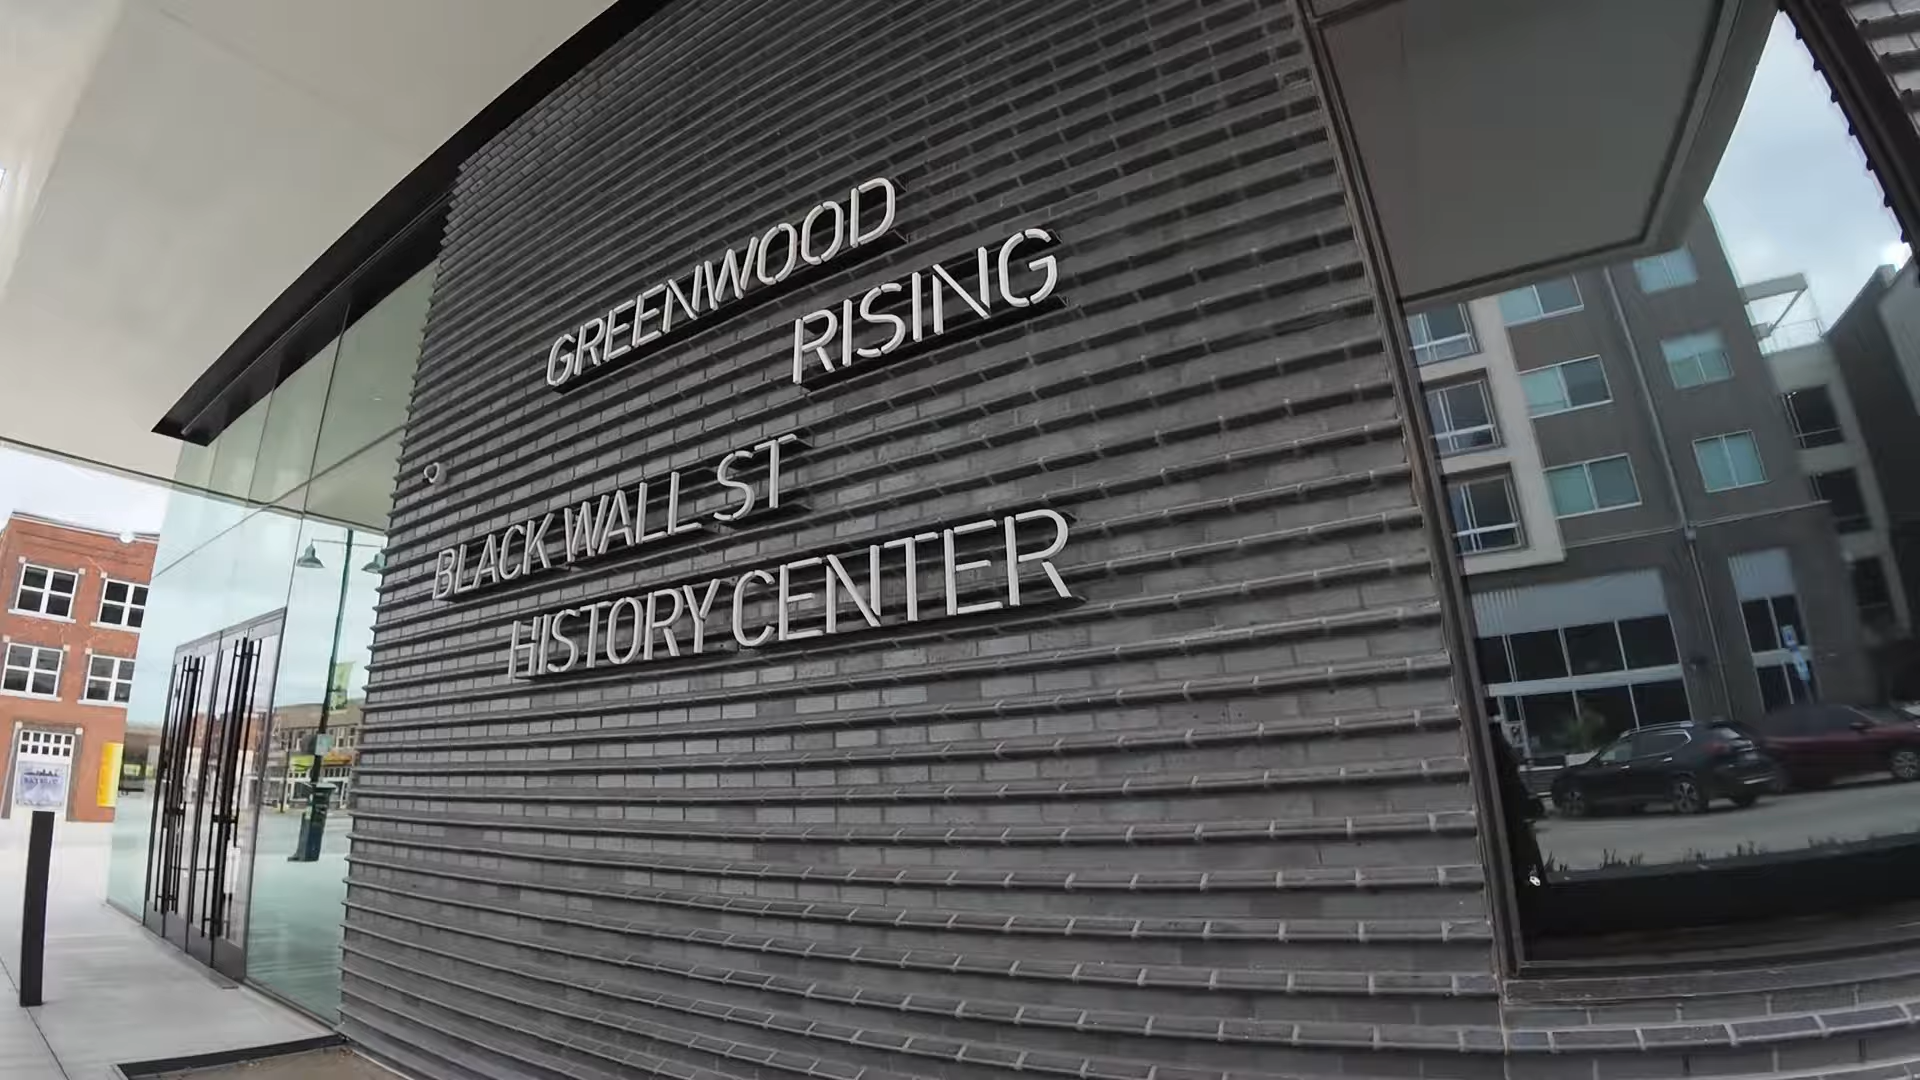 GREENWOOD
RISING
BLACK WALL ST
HISTORY CENTER